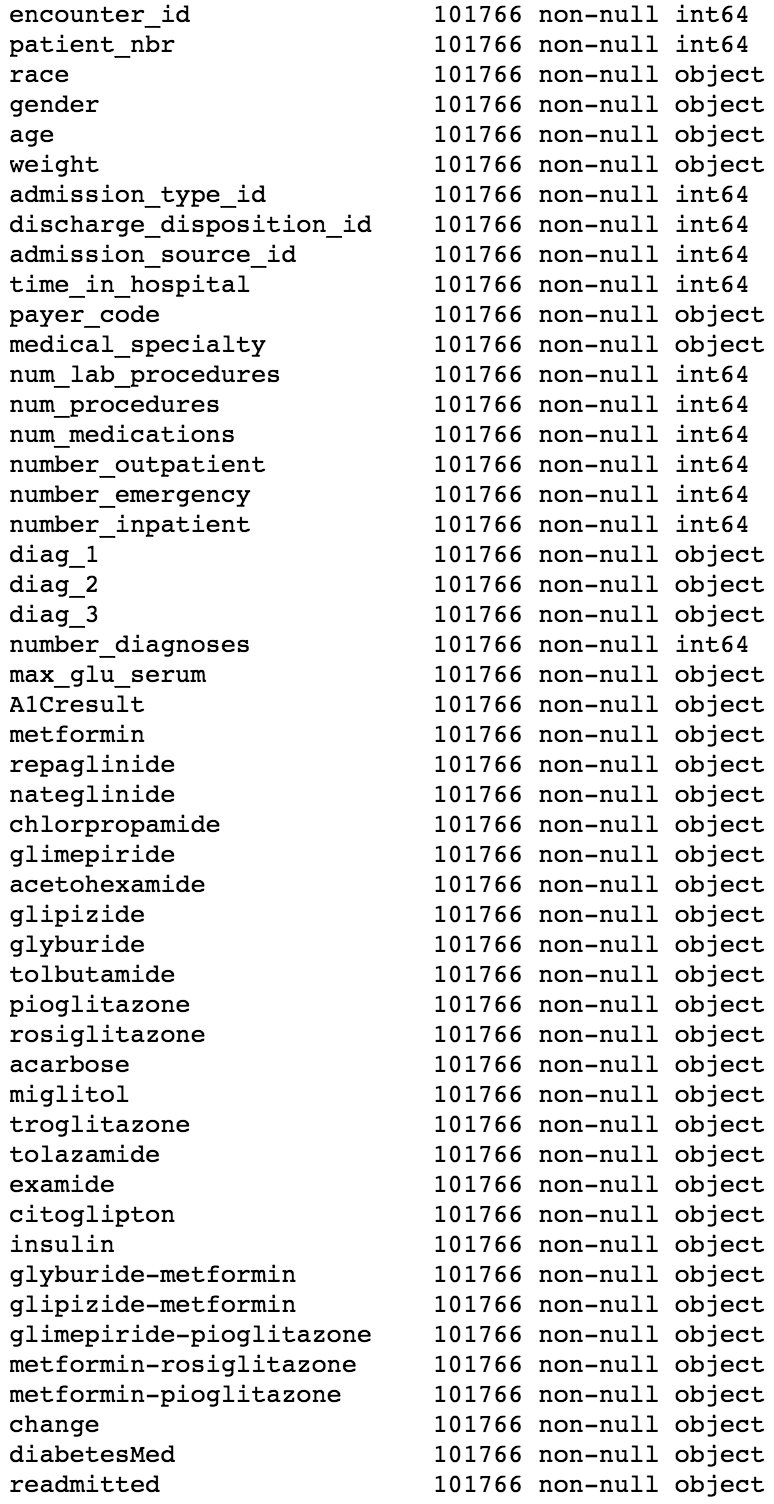 encounter_id 101766 non-null int64
patient_nbr 101766 non-null int64
race 101766 non-null object
gender 101766 non-null object
age 101766 non-null object
weight 101766 non-null object
admission_type_id 101766 non-null int64
discharge_disposition_id 101766 non-null int64
admission_source_id 101766 non-null int64
time_in_hospital 101766 non-null int64
payer_code 101766 non-null object
medical_specialty 101766 non-null object
num_lab_procedures 101766 non-null int64
num_procedures 101766 non-null int64
num_medications 101766 non-null int64
number_outpatient 101766 non-null int64
number_emergency 101766 non-null int64
number_inpatient 101766 non-null int64
diag_1 101766 non-null object
diag_2 101766 non-null object
diag_3 101766 non-null object
number_diagnoses 101766 non-null int64
max_glu_serum 101766 non-null object
A1Cresult 101766 non-null object
metformin 101766 non-null object
repaglinide 101766 non-null object
nateglinide 101766 non-null object
chlorpropamide 101766 non-null object
glimepiride 101766 non-null object
acetohexamide 101766 non-null object
glipizide 101766 non-null object
glyburide 101766 non-null object
tolbutamide 101766 non-null object
pioglitazone 101766 non-null object
rosiglitazone 101766 non-null object
acarbose 101766 non-null object
miglitol 101766 non-null object
troglitazone 101766 non-null object
tolazamide 101766 non-null object
examide 101766 non-null object
citoglipton 101766 non-null object
insulin 101766 non-null object
glyburide-metformin 101766 non-null object
glipizide-metformin 101766 non-null object
glimepiride-pioglitazone 101766 non-null object
metformin-rosiglitazone 101766 non-null object
metformin-pioglitazone 101766 non-null object
change 101766 non-null object
diabetesMed 101766 non-null object
readmitted 101766 non-null object